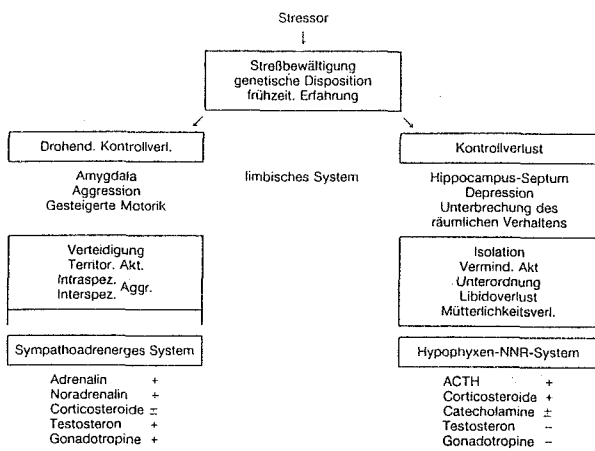 Stressor
Streßbewältigung
genetische Disposition
frühzeit. Erfahrung
Drohend. Kontrollverl.
Amygdala
Aggression
Gesteigerte Motorik
limbisches System
Kontrollverlust
Hippocampus-Septum
Depression
Unterbrechung des
räumlichen Verhaltens
Verteidigung
Territor. Akt.
Intraspez.
Interspez. Aggr.
Isolation
Vermind. Akt
Unterordnung
Libidoverlust
Mütterlichkeitsverl.
Sympathoadrenerges System
Adrenalin +
Noradrenalin +
Corticosteroide ±
Testosteron +
Gonadotropine +
Hypophyxen-NNR-System
ACTH +
Corticosteroide +
Catecholamine ±
Testosteron −
Gonadotropine −